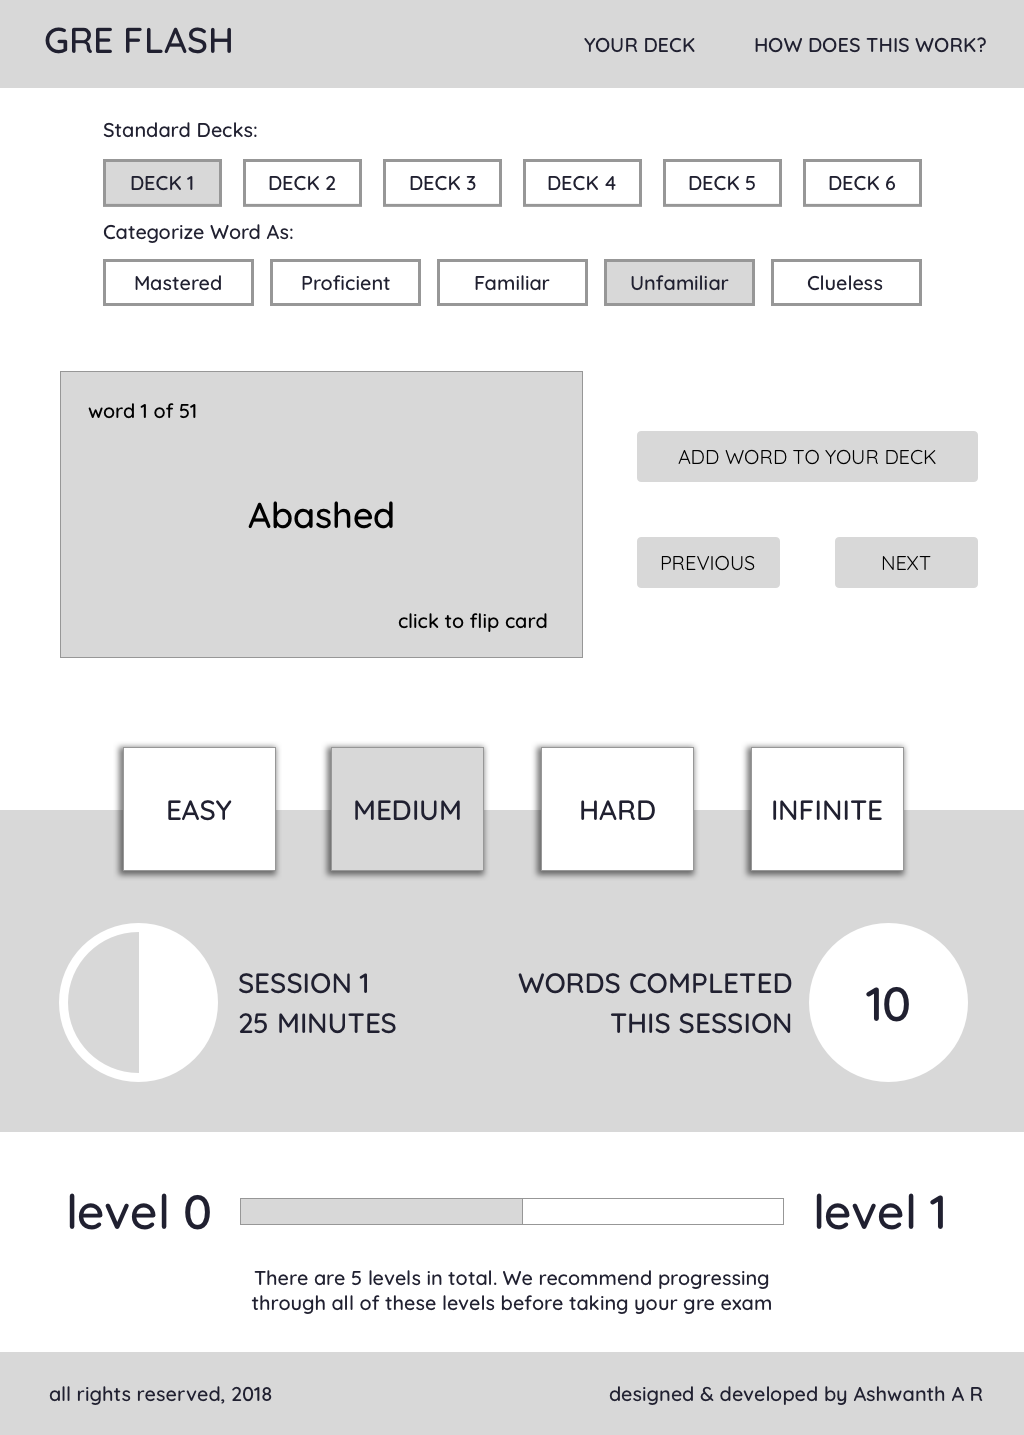 GRE FLASH
YOUR DECK
HOW DOES THIS WORK?
Standard Decks:
DECK 1
DECK 2
DECK 3
DECK 4
DECK 5
DECK 6
Categorize Word As:
Mastered
Proficient
Familiar
Unfamiliar
Clueless
word 1 of 51
Abashed
click to flip card
ADD WORD TO YOUR DECK
PREVIOUS
NEXT
EASY
MEDIUM
HARD
INFINITE
SESSION 1
25 MINUTES
WORDS COMPLETED
THIS SESSION
10
level 0
level 1
There are 5 levels in total. We recommend progressing
through all of these levels before taking your gre exam
all rights reserved, 2018
designed & developed by Ashwanth A R